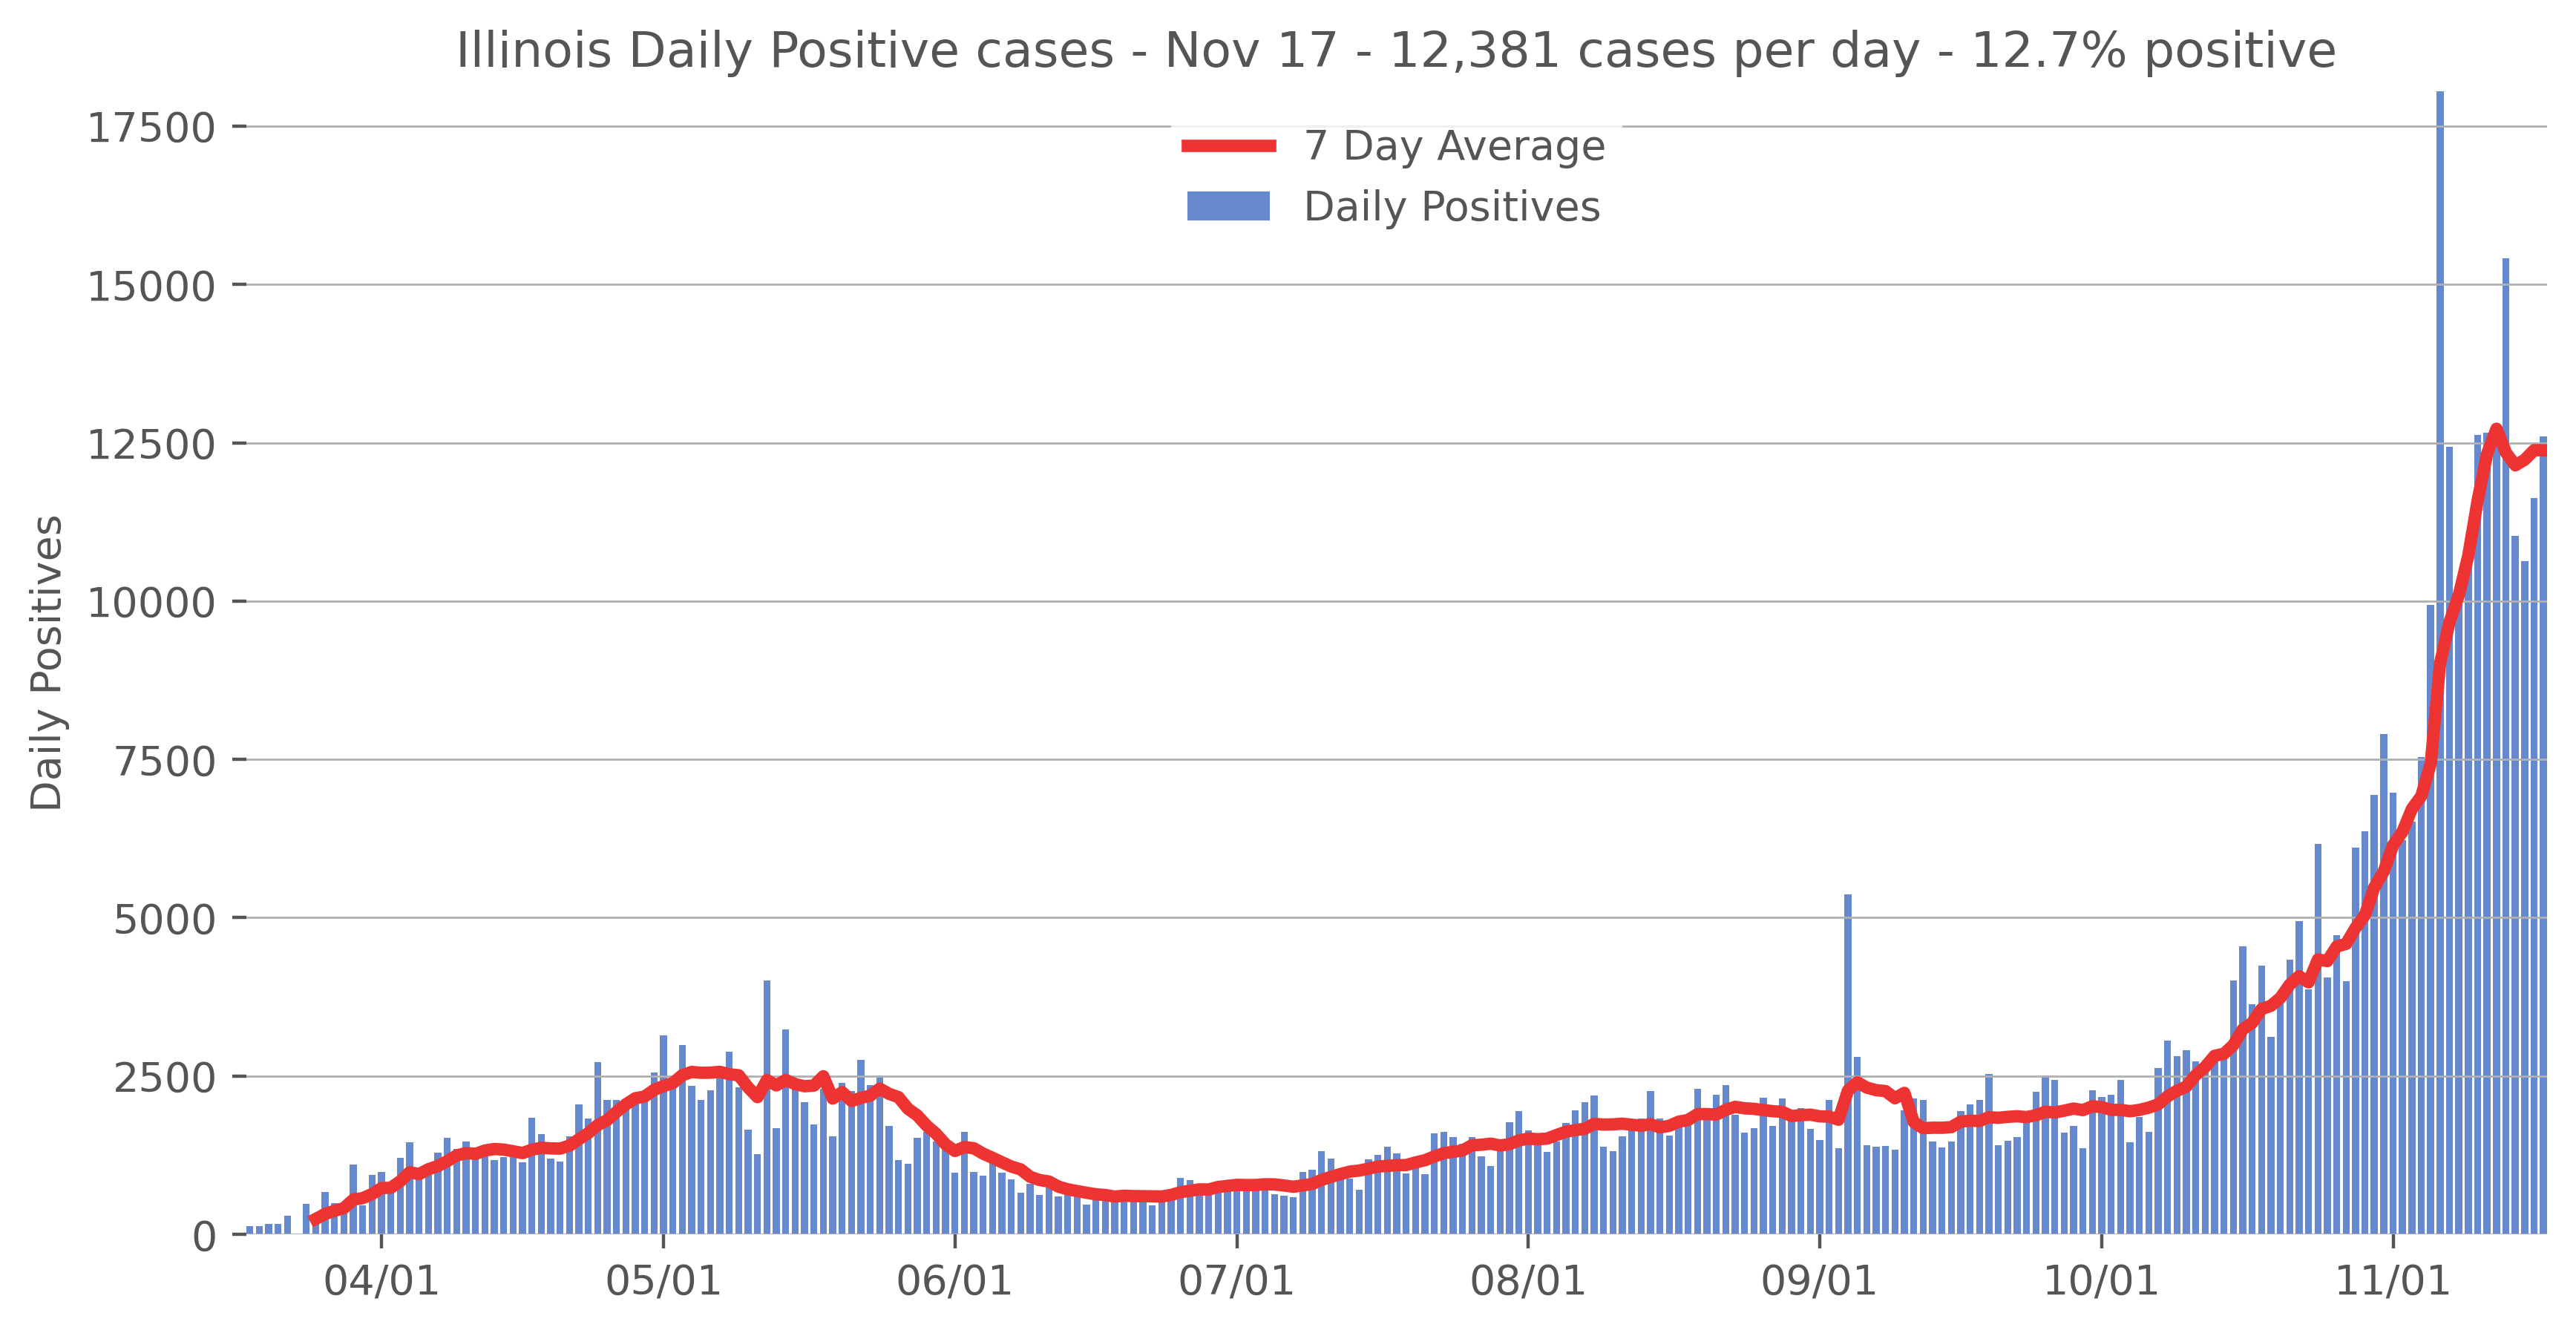 Illinois Daily Positive cases - Nov 17 - 12,381 cases per day - 12.7% positive
7 Day Average
Daily Positives
Daily Positives
17500
15000
12500
10000
7500
5000
2500
0
04/01 05/01 06/01 07/01 08/01 09/01 10/01 11/01